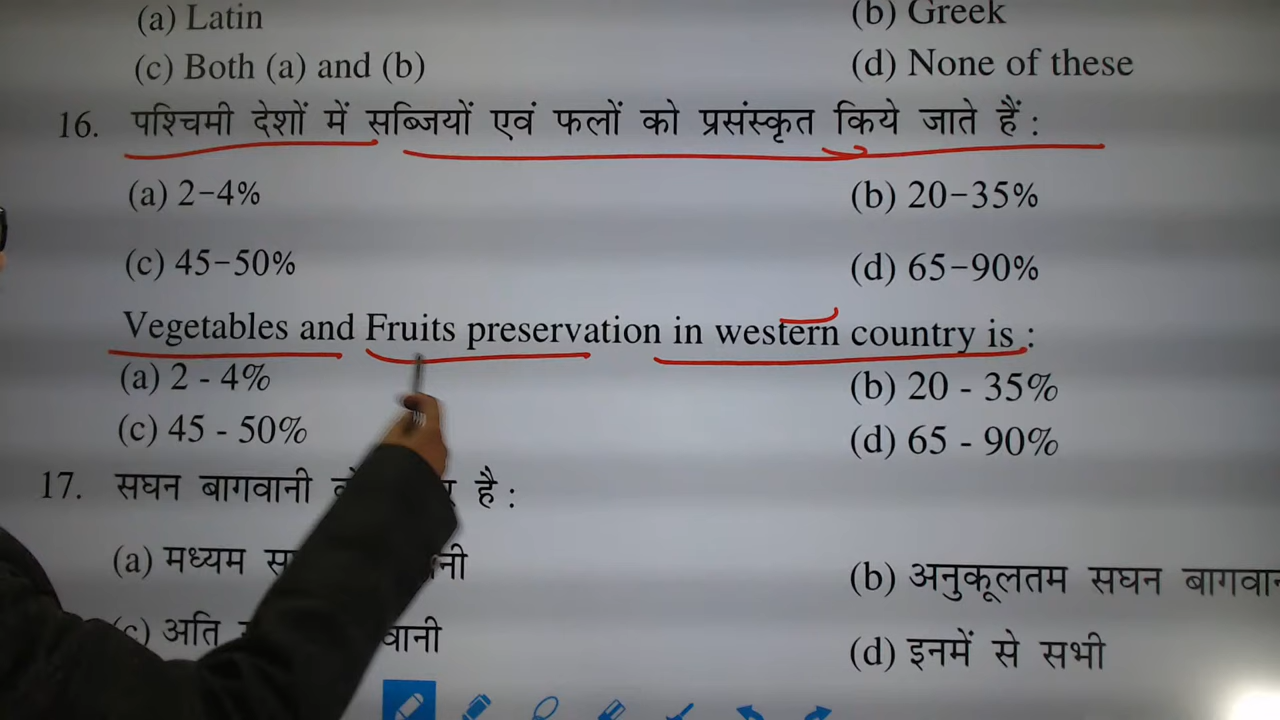 (a) Latin (b) Greek
(c) Both (a) and (b) (d) None of these
16. पश्चिमी देशों में सब्जियों एवं फलों को प्रसंस्कृत किये जाते हैं :
(a) 2-4% (b) 20-35%
(c) 45-50% (d) 65-90%
Vegetables and Fruits preservation in western country is :
(a) 2 - 4% (b) 20 - 35%
(c) 45 - 50% (d) 65 - 90%
17. सघन बागवानी है :
(a) मध्यम (b) अनुकूलतम सघन
(c) अति (d) इनमें से सभी